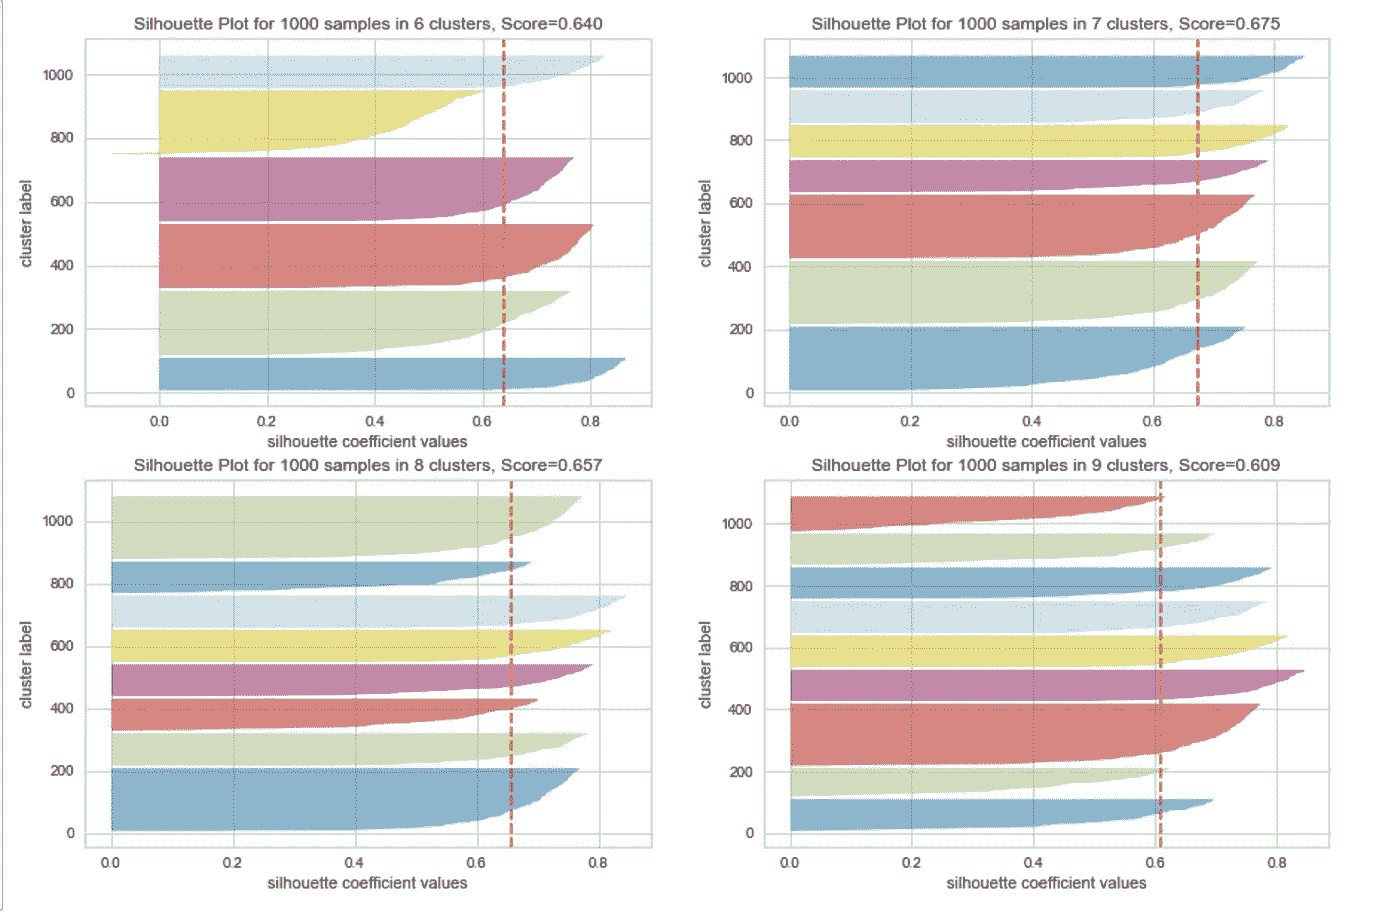 Silhouette Plot for 1000 samples in 6 clusters, Score=0.640
1000
800
600
400
200
0
cluster label
0.0 0.2 0.4 0.6 0.8
silhouette coefficient values
Silhouette Plot for 1000 samples in 7 clusters, Score=0.675
1000
800
600
400
200
0
cluster label
0.0 0.2 0.4 0.6 0.8
silhouette coefficient values
Silhouette Plot for 1000 samples in 8 clusters, Score=0.657
1000
800
600
400
200
0
cluster label
0.0 0.2 0.4 0.6 0.8
silhouette coefficient values
Silhouette Plot for 1000 samples in 9 clusters, Score=0.609
1000
800
600
400
200
0
cluster label
0.0 0.2 0.4 0.6 0.8
silhouette coefficient values